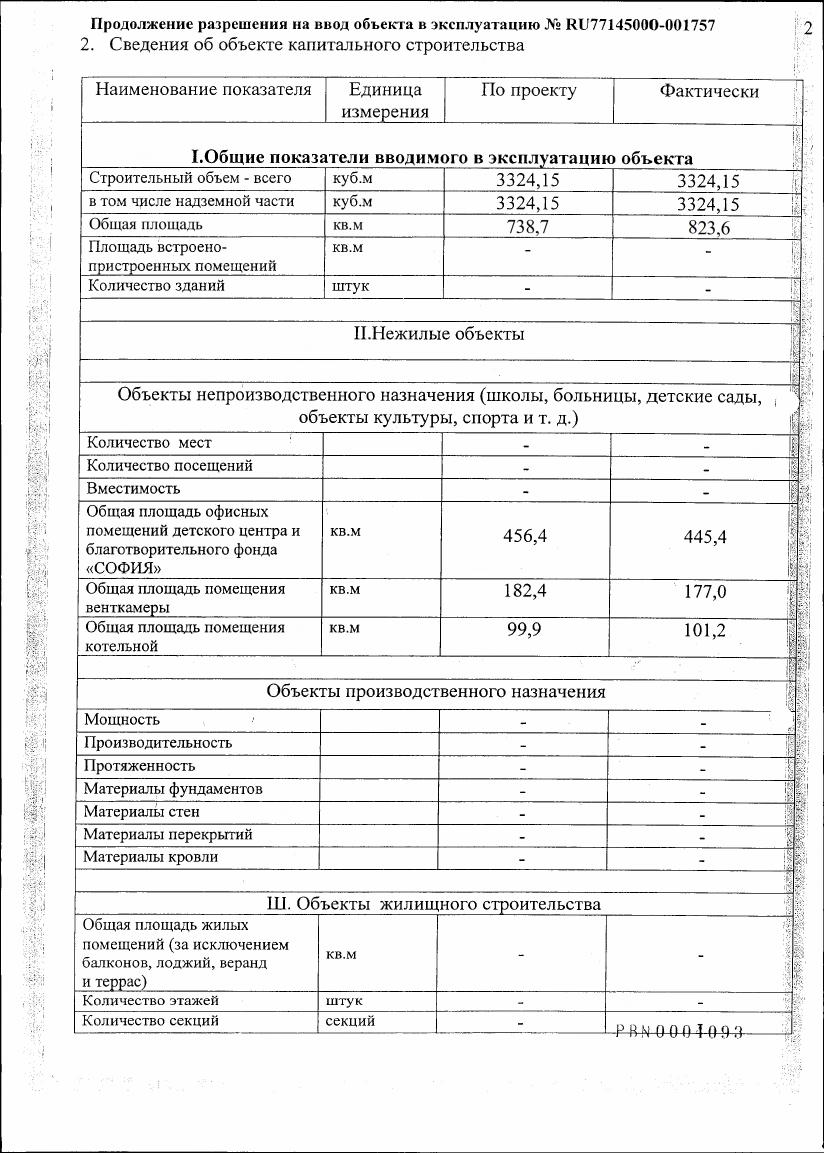 Продолжение разрешения на ввод объекта в эксплуатацию № RU77145000-001757
2
2. Сведения об объекте капитального строительства
Наименование показателя Единица измерения По проекту Фактически
I.Общие показатели вводимого в эксплуатацию объекта
Строительный объем - всего куб.м 3324,15 3324,15
в том числе надземной части куб.м 3324,15 3324,15
Общая площадь кв.м 738,7 823,6
Площадь встроено- кв.м - -
пристроенных помещений
Количество зданий штук - -
II.Нежилые объекты
Объекты непроизводственного назначения (школы, больницы, детские сады,
объекты культуры, спорта и т. д.)
Количество мест - -
Количество посещений - -
Вместимость - -
Общая площадь офисных
помещений детского центра и кв.м 456,4 445,4
благотворительного фонда
«СОФИЯ»
Общая площадь помещения кв.м 182,4 177,0
венткамеры
Общая площадь помещения кв.м 99,9 101,2
котельной
Объекты производственного назначения
Мощность - -
Производительность - -
Протяженность - -
Материалы фундаментов - -
Материалы стен - -
Материалы перекрытий - -
Материалы кровли - -
Ш. Объекты жилищного строительства
Общая площадь жилых
помещений (за исключением
балконов, лоджий, веранд кв.м - -
и террас)
Количество этажей штук - -
Количество секций секций -
PBN0001093